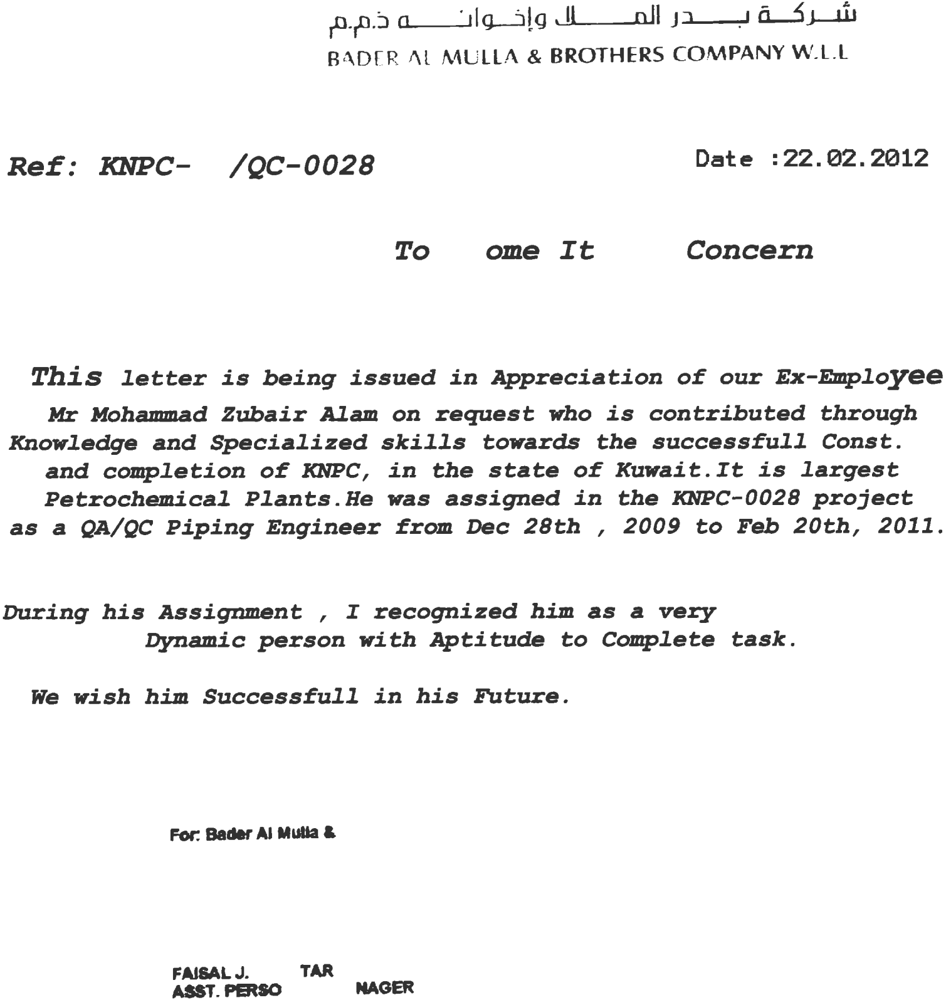 شركة بدر الملا وإخوانه ذ.م.م
BADER AL MULLA & BROTHERS COMPANY W.L.L
Ref: KNPC- /QC-0028 Date :22.02.2012
To ome It Concern
This letter is being issued in Appreciation of our Ex-Employee
Mr Mohammad Zubair Alam on request who is contributed through
Knowledge and Specialized skills towards the successfull Const.
and completion of KNPC, in the state of Kuwait.It is largest
Petrochemical Plants.He was assigned in the KNPC-0028 project
as a QA/QC Piping Engineer from Dec 28th , 2009 to Feb 20th, 2011.
During his Assignment , I recognized him as a very
Dynamic person with Aptitude to Complete task.
We wish him Successfull in his Future.
For: Bader Al Mulla &
FAISAL J. TAR
ASST. PERSO NAGER